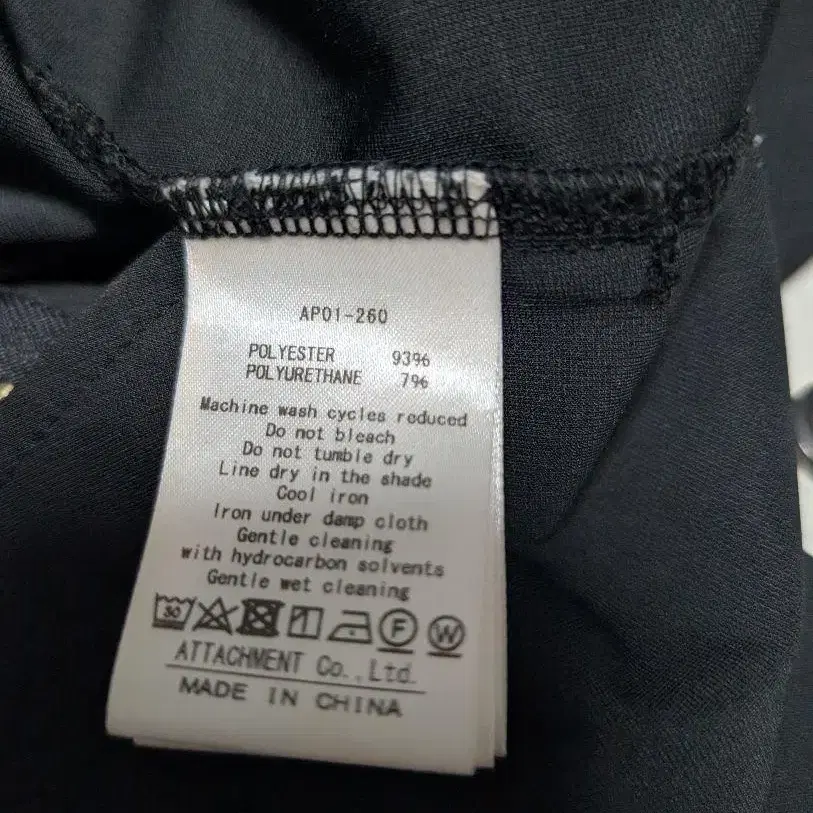 AP01-260
POLYESTER 93%
POLYURETHANE 7%
Machine wash cycles reduced
Do not bleach
Do not tumble dry
Line dry in the shade
Cool iron
Iron under damp cloth
Gentle cleaning
with hydrocarbon solvents
Gentle wet cleaning
30 F W
ATTACHMENT Co.,Ltd.
MADE IN CHINA